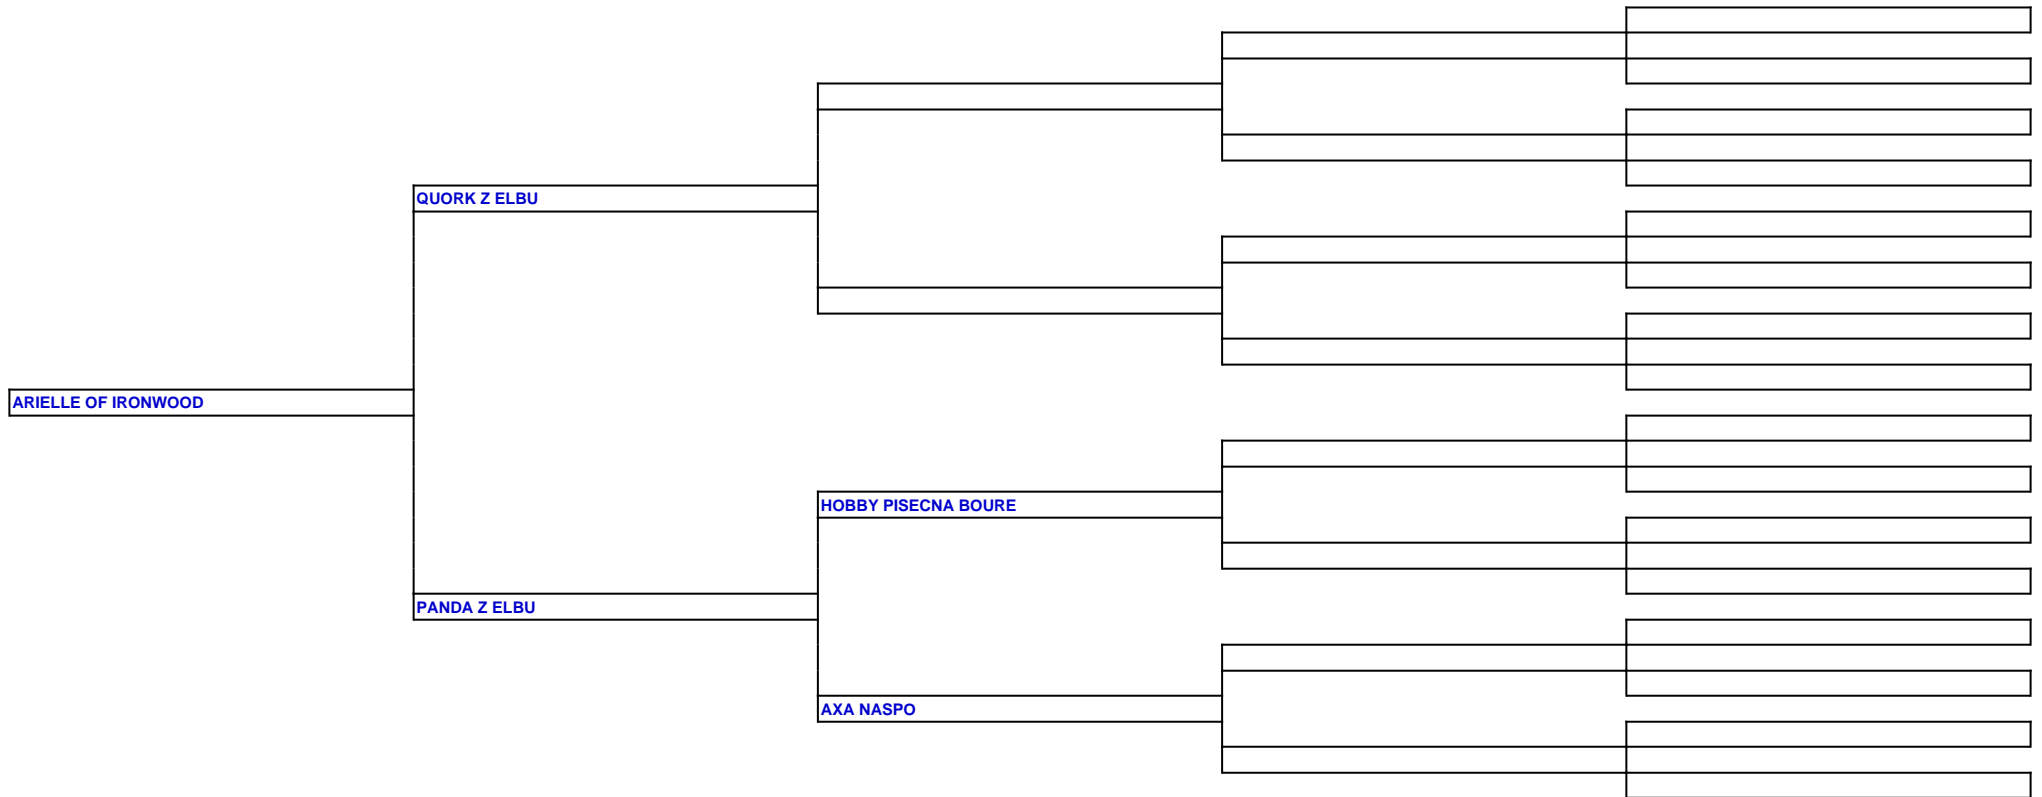 QUORK Z ELBU
ARIELLE OF IRONWOOD
HOBBY PISECNA BOURE
PANDA Z ELBU
AXA NASPO